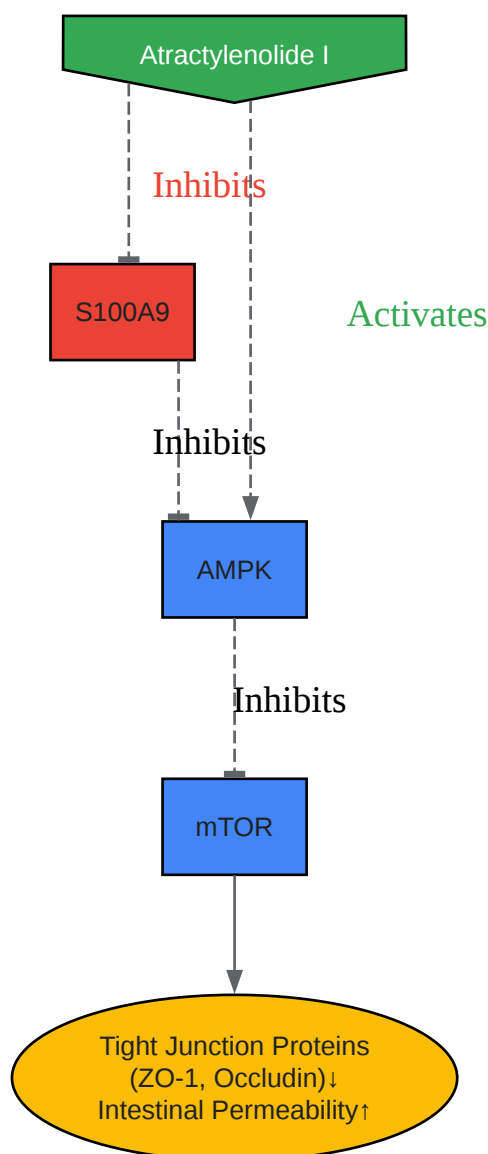 Atractylenolide I
Inhibits
S100A9
Activates
Inhibits
AMPK
Inhibits
mTOR
Tight Junction Proteins
(ZO-1, Occludin)↓
Intestinal Permeability↑